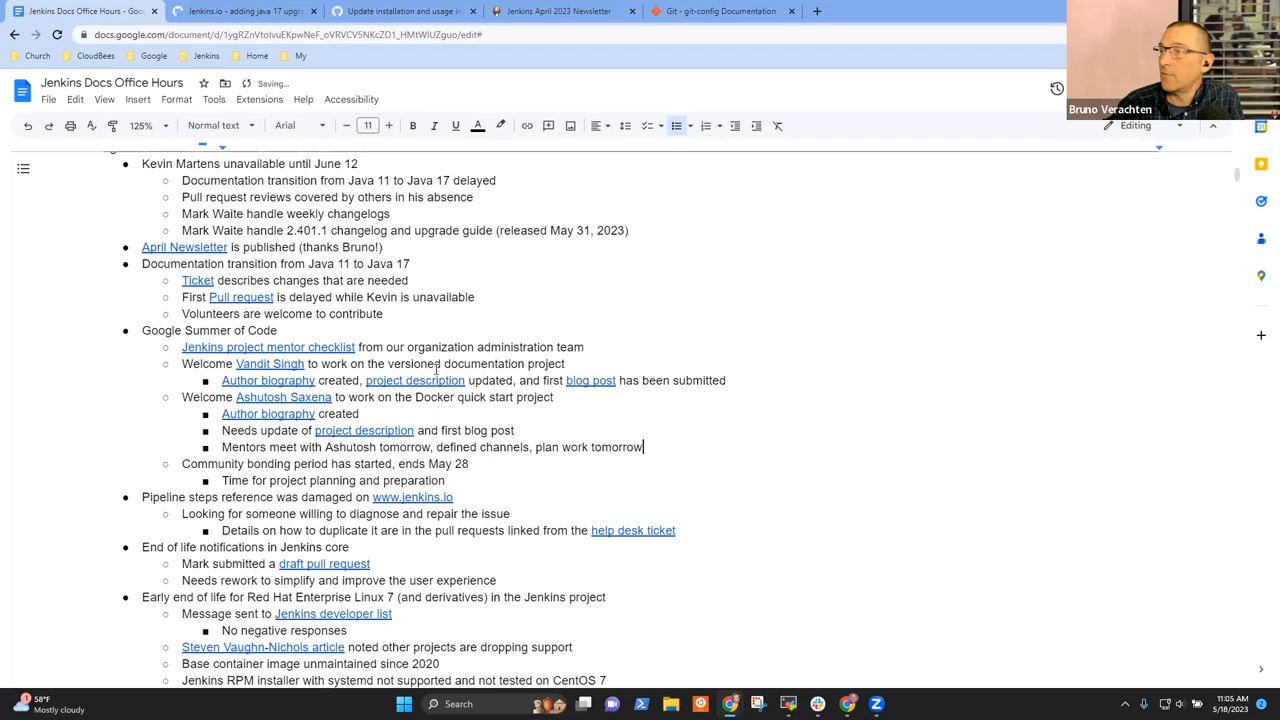 Jenkins Docs Office Hours - Goo
Jenkins.io - adding java 17 upgr
Update installation and usage in
Jenkins April 2023 Newsletter
Git - git-config Documentation
docs.google.com/document/d/1ygRZnVtoIvuEKpwNeF_oVRVCV5NKcZD1_HMtWIUZguo/edit#
Church
CloudBees
Google
Jenkins
Home
My
Jenkins Docs Office Hours
Saving...
File Edit View Insert Format Tools Extensions Help Accessibility
Bruno Verachten
125% Normal text Arial 11 Editing
Kevin Martens unavailable until June 12
Documentation transition from Java 11 to Java 17 delayed
Pull request reviews covered by others in his absence
Mark Waite handle weekly changelogs
Mark Waite handle 2.401.1 changelog and upgrade guide (released May 31, 2023)
April Newsletter is published (thanks Bruno!)
Documentation transition from Java 11 to Java 17
Ticket describes changes that are needed
First Pull request is delayed while Kevin is unavailable
Volunteers are welcome to contribute
Google Summer of Code
Jenkins project mentor checklist from our organization administration team
Welcome Vandit Singh to work on the versioned documentation project
Author biography created, project description updated, and first blog post has been submitted
Welcome Ashutosh Saxena to work on the Docker quick start project
Author biography created
Needs update of project description and first blog post
Mentors meet with Ashutosh tomorrow, defined channels, plan work tomorrow
Community bonding period has started, ends May 28
Time for project planning and preparation
Pipeline steps reference was damaged on www.jenkins.io
Looking for someone willing to diagnose and repair the issue
Details on how to duplicate it are in the pull requests linked from the help desk ticket
End of life notifications in Jenkins core
Mark submitted a draft pull request
Needs rework to simplify and improve the user experience
Early end of life for Red Hat Enterprise Linux 7 (and derivatives) in the Jenkins project
Message sent to Jenkins developer list
No negative responses
Steven Vaughn-Nichols article noted other projects are dropping support
Base container image unmaintained since 2020
Jenkins RPM installer with systemd not supported and not tested on CentOS 7
58°F
Mostly cloudy
Search
11:05 AM
5/18/2023